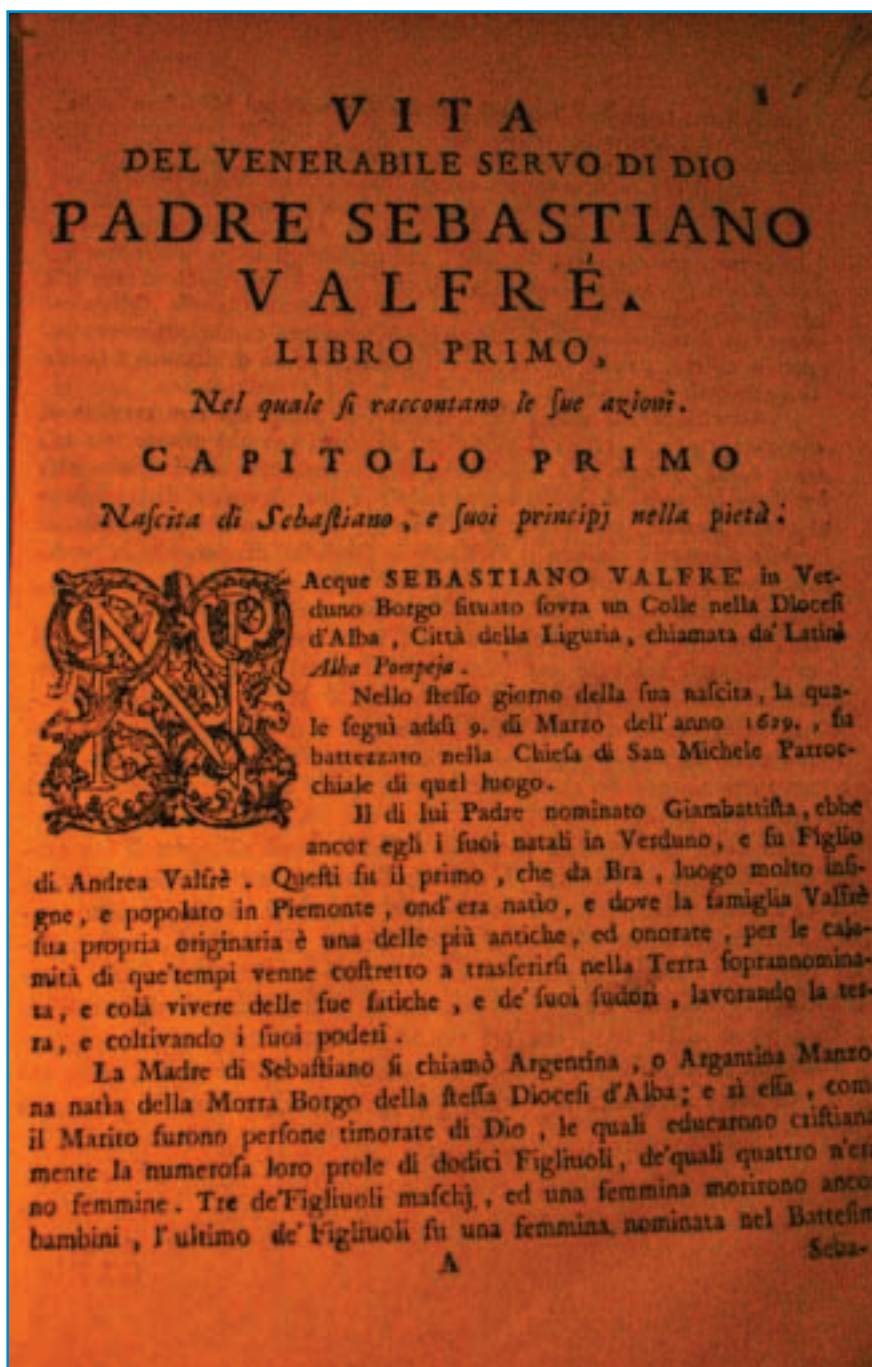 VITA
DEL VENERABILE SERVO DI DIO
PADRE SEBASTIANO
VALFRÉ.
LIBRO PRIMO,
Nel quale ſi raccontano le ſue azioni.
CAPITOLO PRIMO
Naſcita di Sebaſtiano, e ſuoi principj nella pietà:
NAcque SEBASTIANO VALFRE' in Ver-
duno Borgo ſituato ſovra un Colle nella Dioceſi
d'Alba, Città della Liguria, chiamata da' Latini
Alba Pompeja.
Nello ſteſſo giorno della ſua naſcita, la qua-
le ſeguì addì 9. di Marzo dell'anno 1629., fu
battezzato nella Chieſa di San Michele Parroc-
chiale di quel luogo.
Il di lui Padre nominato Giambattiſta, ebbe
ancor egli i ſuoi natali in Verduno, e fu Figlio
di Andrea Valfrè. Queſti fu il primo, che da Bra, luogo molto inſi-
gne, e popolato in Piemonte, ond'era natìo, e dove la famiglia Valfrè
ſua propria originaria è una delle più antiche, ed onorate, per le cala-
mità di que'tempi venne coſtretto a trasferirſi nella Terra ſoprannomina-
ta, e colà vivere delle ſue fatiche, e de' ſuoi ſudori, lavorando la ter-
ra, e coltivando i ſuoi poderi.
La Madre di Sebaſtiano ſi chiamò Argentina, o Argantina Manzo
na natìa della Morra Borgo della ſteſſa Dioceſi d'Alba; e sì eſſa, com
il Marito furono perſone timorate di Dio, le quali educarono criſtiana
mente la numeroſa loro prole di dodici Figliuoli, de'quali quattro n'er
no femmine. Tre de'Figliuoli maſchj, ed una femmina morirono anco
bambini, l'ultimo de' Figliuoli fu una femmina nominata nel Batteſim
A Seba-